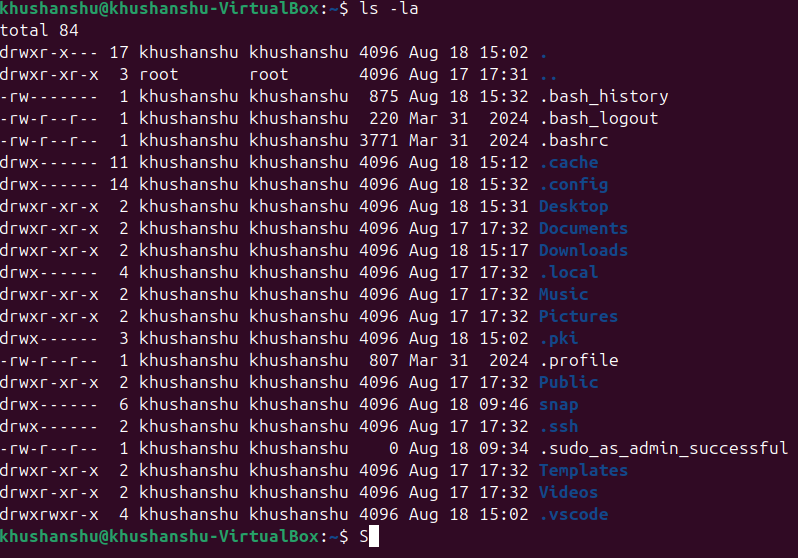 khushanshu@khushanshu-VirtualBox:~$ ls -la
total 84
drwxr-x--- 17 khushanshu khushanshu 4096 Aug 18 15:02 .
drwxr-xr-x  3 root       root       4096 Aug 17 17:31 ..
-rw-------  1 khushanshu khushanshu  875 Aug 18 15:32 .bash_history
-rw-r--r--  1 khushanshu khushanshu  220 Mar 31  2024 .bash_logout
-rw-r--r--  1 khushanshu khushanshu 3771 Mar 31  2024 .bashrc
drwx------ 11 khushanshu khushanshu 4096 Aug 18 15:12 .cache
drwx------ 14 khushanshu khushanshu 4096 Aug 18 15:32 .config
drwxr-xr-x  2 khushanshu khushanshu 4096 Aug 18 15:31 Desktop
drwxr-xr-x  2 khushanshu khushanshu 4096 Aug 17 17:32 Documents
drwxr-xr-x  2 khushanshu khushanshu 4096 Aug 18 15:17 Downloads
drwx------  4 khushanshu khushanshu 4096 Aug 17 17:32 .local
drwxr-xr-x  2 khushanshu khushanshu 4096 Aug 17 17:32 Music
drwxr-xr-x  2 khushanshu khushanshu 4096 Aug 17 17:32 Pictures
drwx------  3 khushanshu khushanshu 4096 Aug 18 15:02 .pki
-rw-r--r--  1 khushanshu khushanshu  807 Mar 31  2024 .profile
drwxr-xr-x  2 khushanshu khushanshu 4096 Aug 17 17:32 Public
drwx------  6 khushanshu khushanshu 4096 Aug 18 09:46 snap
drwx------  2 khushanshu khushanshu 4096 Aug 17 17:32 .ssh
-rw-r--r--  1 khushanshu khushanshu    0 Aug 18 09:34 .sudo_as_admin_successful
drwxr-xr-x  2 khushanshu khushanshu 4096 Aug 17 17:32 Templates
drwxr-xr-x  2 khushanshu khushanshu 4096 Aug 17 17:32 Videos
drwxrwxr-x  4 khushanshu khushanshu 4096 Aug 18 15:02 .vscode
khushanshu@khushanshu-VirtualBox:~$ S